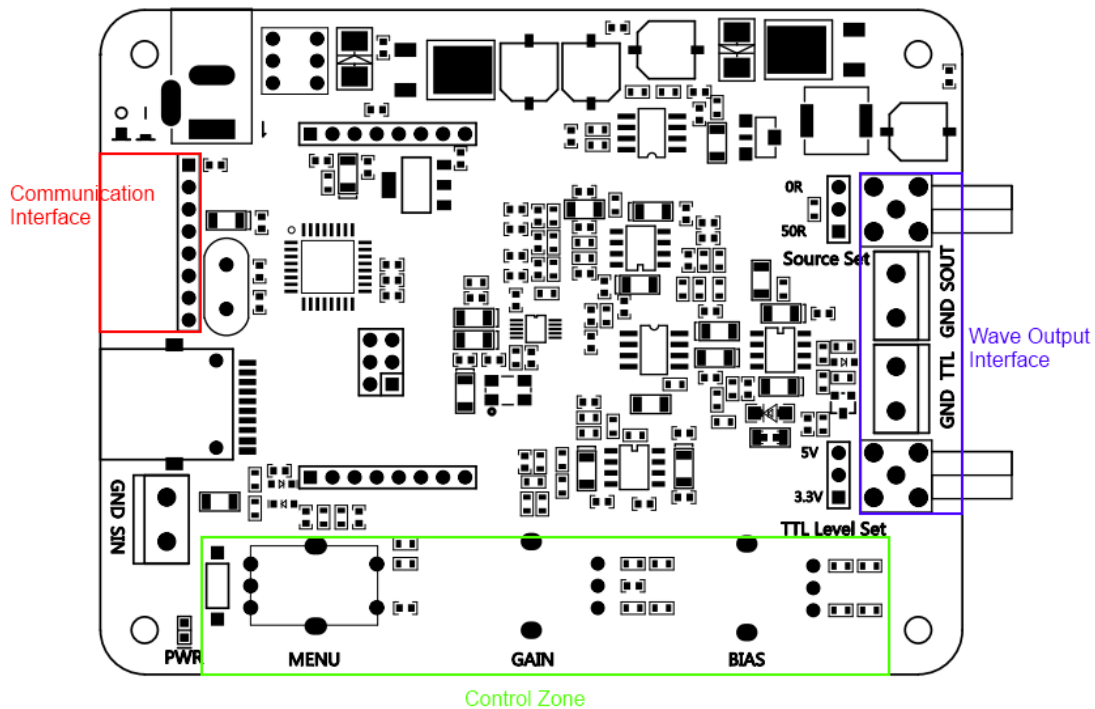 Communication
Interface
0R
50R
Source Set
GND SOUT
GND TTL
Wave Output
Interface
5V
3.3V
TTL Level Set
GND SIN
PWR
MENU
GAIN
BIAS
Control Zone